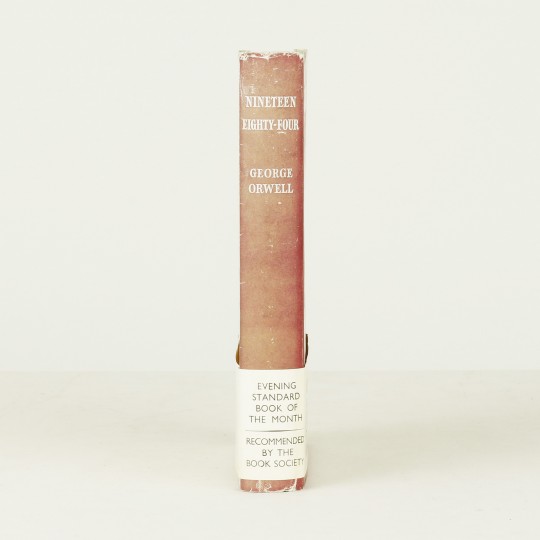 NINETEEN
EIGHTY-FOUR
GEORGE
ORWELL
EVENING
STANDARD
BOOK OF
THE MONTH
RECOMMENDED
BY THE
BOOK SOCIETY